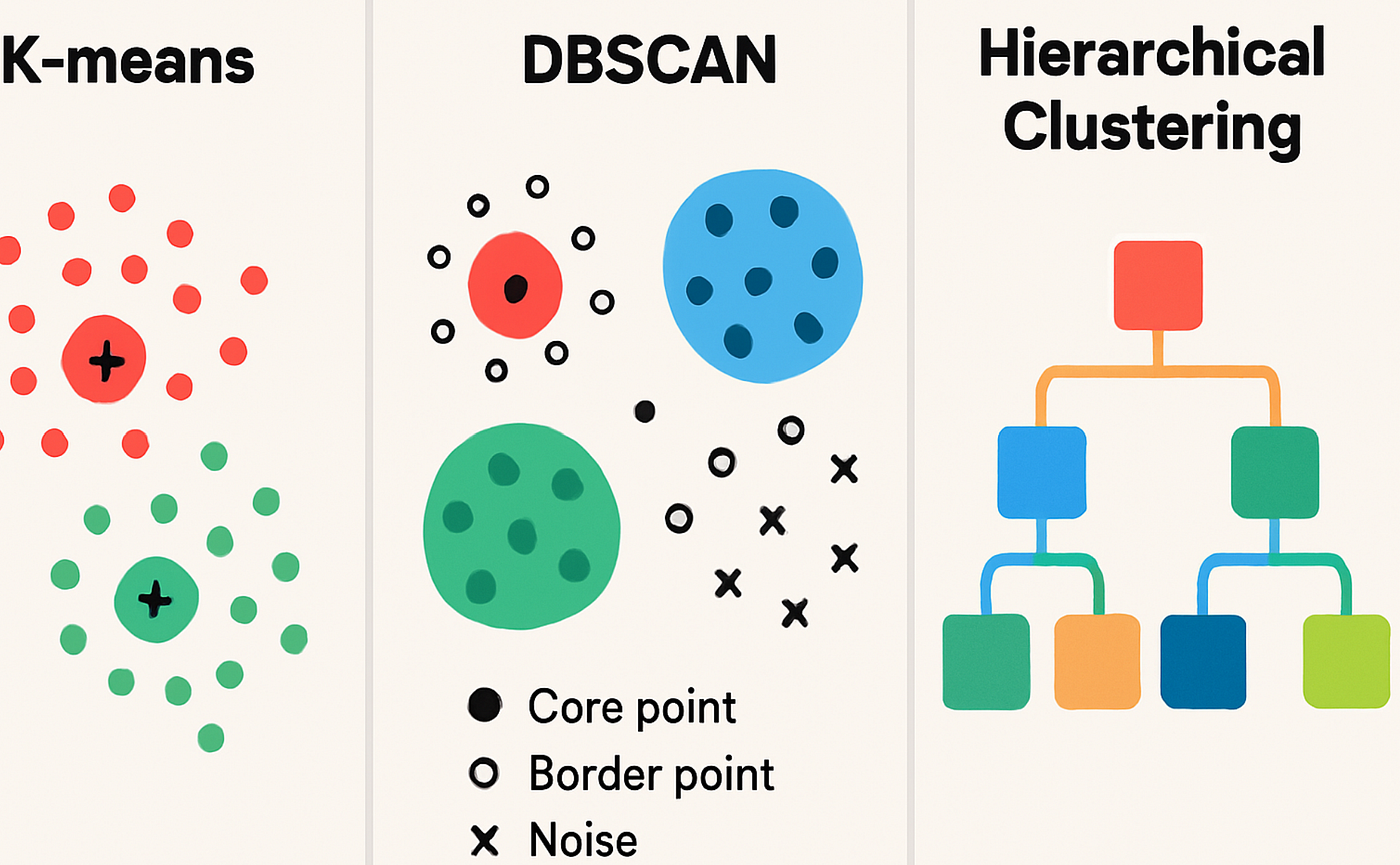 K-means
DBSCAN
Hierarchical
Clustering
Core point
Border point
Noise